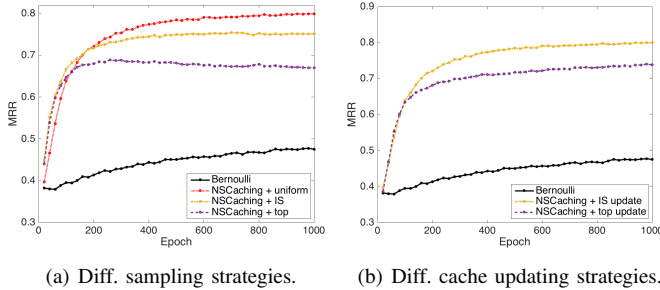 0.8
0.7
0.6
0.5
0.4
0.3
MRR
0
200
400
600
800
1000
Epoch
Bernoulli
NSCaching + uniform
NSCaching + IS
NSCaching + top
(a) Diff. sampling strategies.
0.9
0.8
0.7
0.6
0.5
0.4
0.3
MRR
0
200
400
600
800
1000
Epoch
Bernoulli
NSCaching + IS update
NSCaching + top update
(b) Diff. cache updating strategies.